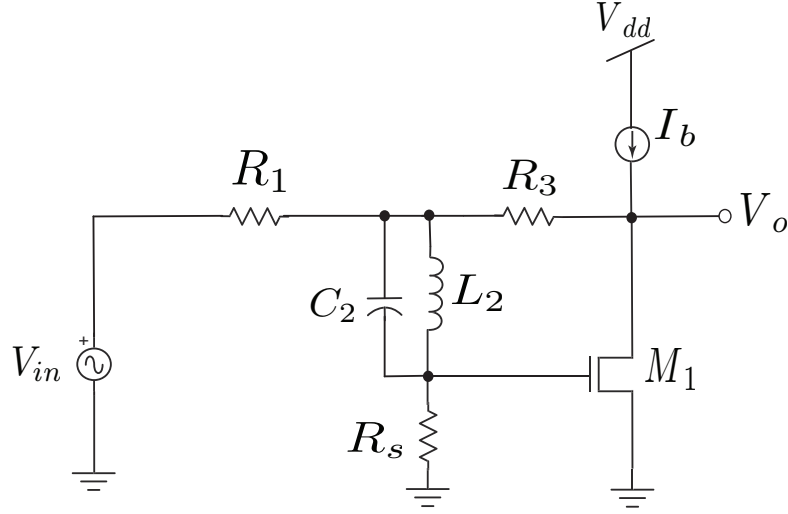 V_dd
I_b
R_1
R_3
V_o
C_2
L_2
+
V_in
M_1
R_s